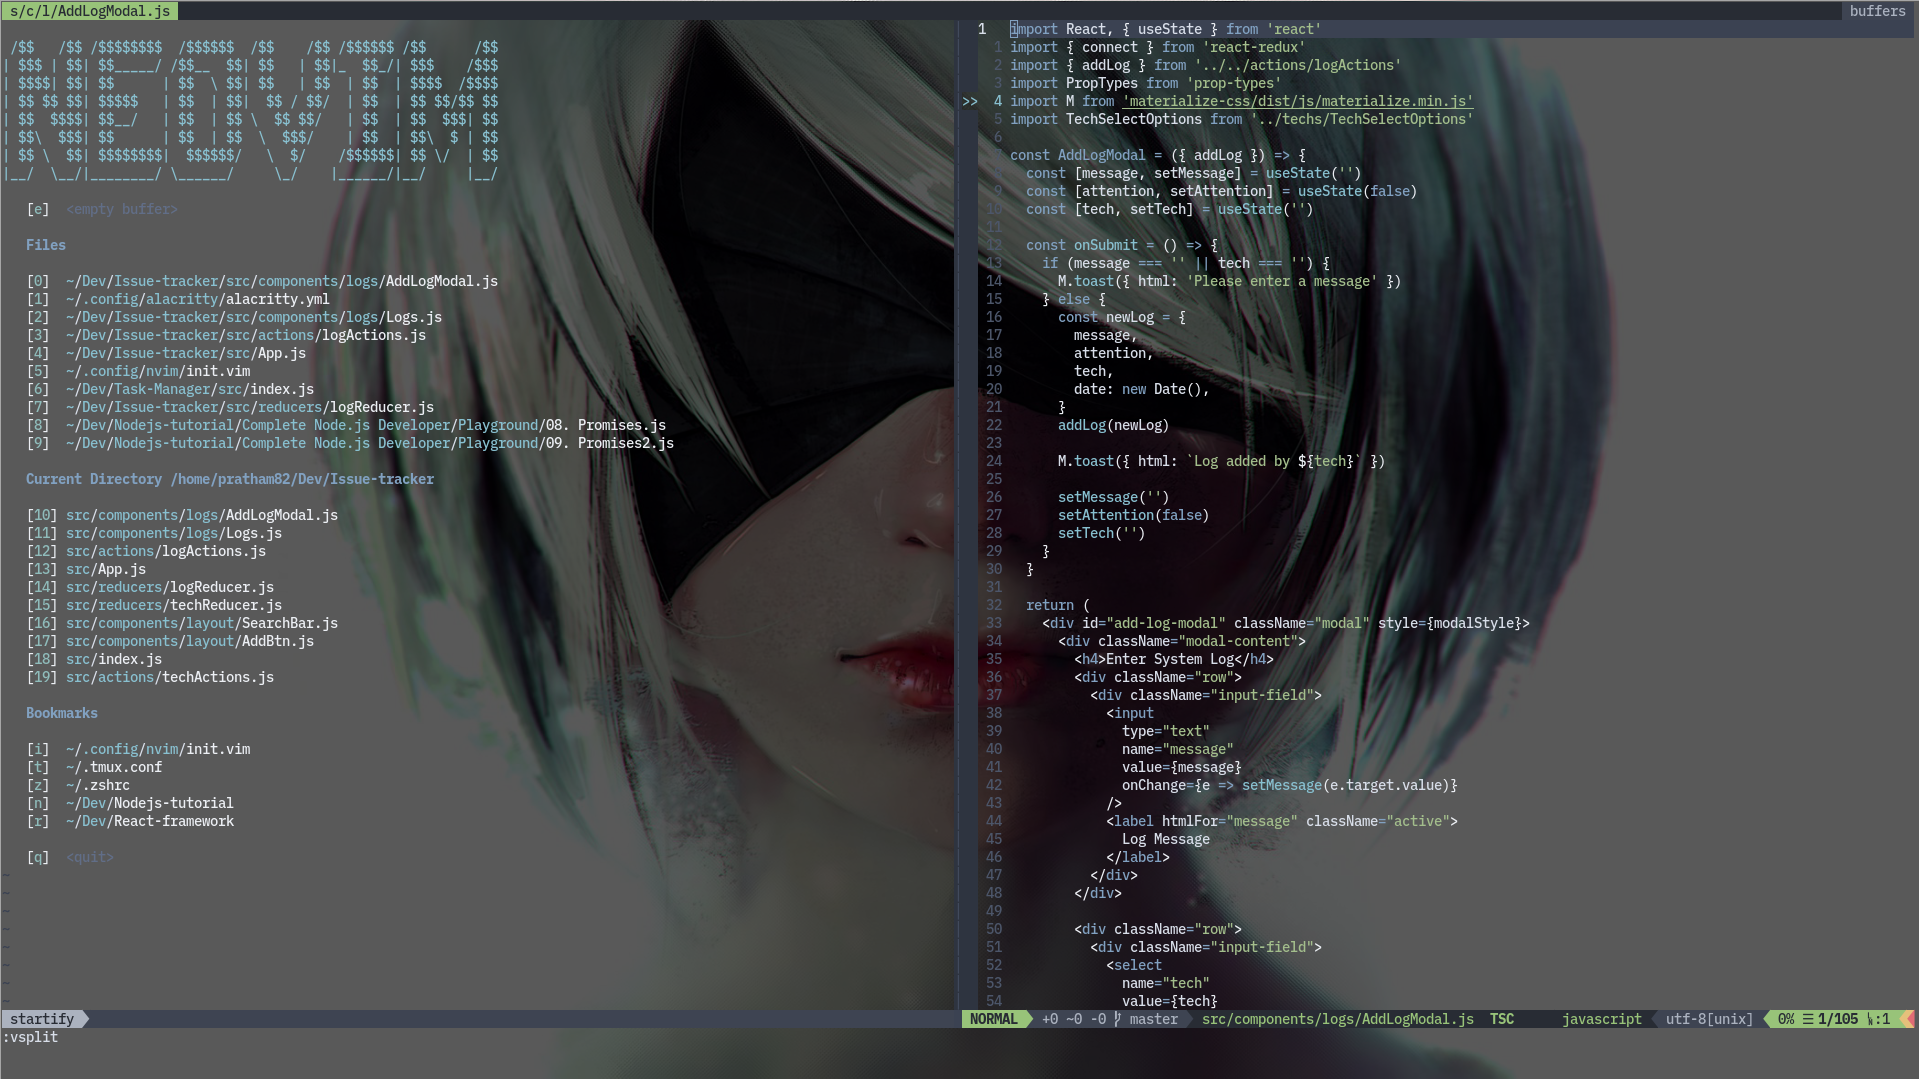 s/c/l/AddLogModal.js
buffers
 /$$   /$$ /$$$$$$$$  /$$$$$$  /$$    /$$ /$$$$$$ /$$      /$$
| $$$ | $$| $$_____/ /$$__  $$| $$   | $$|_  $$_/| $$$    /$$$
| $$$$| $$| $$      | $$  \ $$| $$   | $$  | $$  | $$$$  /$$$$
| $$ $$ $$| $$$$$   | $$  | $$|  $$ / $$/  | $$  | $$ $$/$$ $$
| $$  $$$$| $$__/   | $$  | $$ \  $$ $$/   | $$  | $$  $$$| $$
| $$\  $$$| $$      | $$  | $$  \  $$$/    | $$  | $$\  $ | $$
| $$ \  $$| $$$$$$$$|  $$$$$$/   \  $/    /$$$$$$| $$ \/  | $$
|__/  \__/|________/ \______/     \_/    |______/|__/     |__/
[e]  <empty buffer>
Files
[0]  ~/Dev/Issue-tracker/src/components/logs/AddLogModal.js
[1]  ~/.config/alacritty/alacritty.yml
[2]  ~/Dev/Issue-tracker/src/components/logs/Logs.js
[3]  ~/Dev/Issue-tracker/src/actions/logActions.js
[4]  ~/Dev/Issue-tracker/src/App.js
[5]  ~/.config/nvim/init.vim
[6]  ~/Dev/Task-Manager/src/index.js
[7]  ~/Dev/Issue-tracker/src/reducers/logReducer.js
[8]  ~/Dev/Nodejs-tutorial/Complete Node.js Developer/Playground/08. Promises.js
[9]  ~/Dev/Nodejs-tutorial/Complete Node.js Developer/Playground/09. Promises2.js
Current Directory /home/pratham82/Dev/Issue-tracker
[10] src/components/logs/AddLogModal.js
[11] src/components/logs/Logs.js
[12] src/actions/logActions.js
[13] src/App.js
[14] src/reducers/logReducer.js
[15] src/reducers/techReducer.js
[16] src/components/layout/SearchBar.js
[17] src/components/layout/AddBtn.js
[18] src/index.js
[19] src/actions/techActions.js
Bookmarks
[i]  ~/.config/nvim/init.vim
[t]  ~/.tmux.conf
[z]  ~/.zshrc
[n]  ~/Dev/Nodejs-tutorial
[r]  ~/Dev/React-framework
[q]  <quit>
~
~
~
~
~
~
~
~
startify
:vsplit
1   import React, { useState } from 'react'
1 import { connect } from 'react-redux'
2 import { addLog } from '../../actions/logActions'
3 import PropTypes from 'prop-types'
>> 4 import M from 'materialize-css/dist/js/materialize.min.js'
5 import TechSelectOptions from '../techs/TechSelectOptions'
6
const AddLogModal = ({ addLog }) => {
8   const [message, setMessage] = useState('')
9   const [attention, setAttention] = useState(false)
10   const [tech, setTech] = useState('')
11
12   const onSubmit = () => {
13     if (message === '' || tech === '') {
14       M.toast({ html: 'Please enter a message' })
15     } else {
16       const newLog = {
17         message,
18         attention,
19         tech,
20         date: new Date(),
21       }
22       addLog(newLog)
23
24       M.toast({ html: `Log added by ${tech}` })
25
26       setMessage('')
27       setAttention(false)
28       setTech('')
29     }
30   }
31
32   return (
33     <div id="add-log-modal" className="modal" style={modalStyle}>
34       <div className="modal-content">
35         <h4>Enter System Log</h4>
36         <div className="row">
37           <div className="input-field">
38             <input
39               type="text"
40               name="message"
41               value={message}
42               onChange={e => setMessage(e.target.value)}
43             />
44             <label htmlFor="message" className="active">
45               Log Message
46             </label>
47           </div>
48         </div>
49
50         <div className="row">
51           <div className="input-field">
52             <select
53               name="tech"
54               value={tech}
NORMAL  +0 ~0 -0 master  src/components/logs/AddLogModal.js  TSC  javascript  utf-8[unix]  0% ☰ 1/105 :1